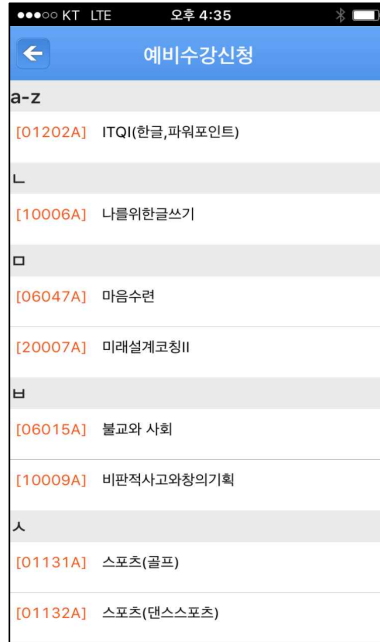 ●●●○○ KT LTE 오후 4:35
예비수강신청
a-z
[01202A] ITQI(한글,파워포인트)
ㄴ
[10006A] 나를위한글쓰기
ㅁ
[06047A] 마음수련
[20007A] 미래설계코칭II
ㅂ
[06015A] 불교와 사회
[10009A] 비판적사고와창의기획
ㅅ
[01131A] 스포츠(골프)
[01132A] 스포츠(댄스스포츠)